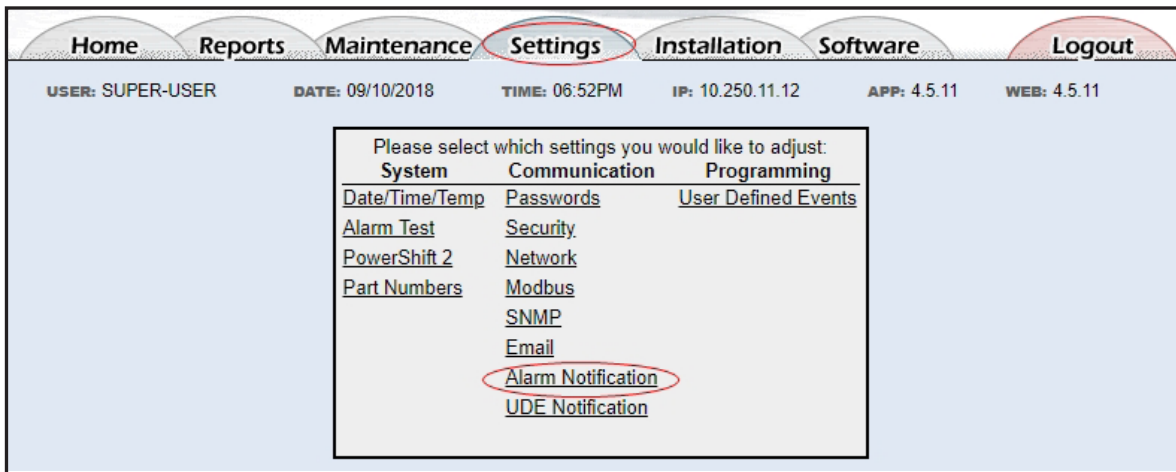 Home Reports Maintenance Settings Installation Software Logout
USER: SUPER-USER DATE: 09/10/2018 TIME: 06:52PM IP: 10.250.11.12 APP: 4.5.11 WEB: 4.5.11
Please select which settings you would like to adjust:
System Communication Programming
Date/Time/Temp Passwords User Defined Events
Alarm Test Security
PowerShift 2 Network
Part Numbers Modbus
SNMP
Email
Alarm Notification
UDE Notification